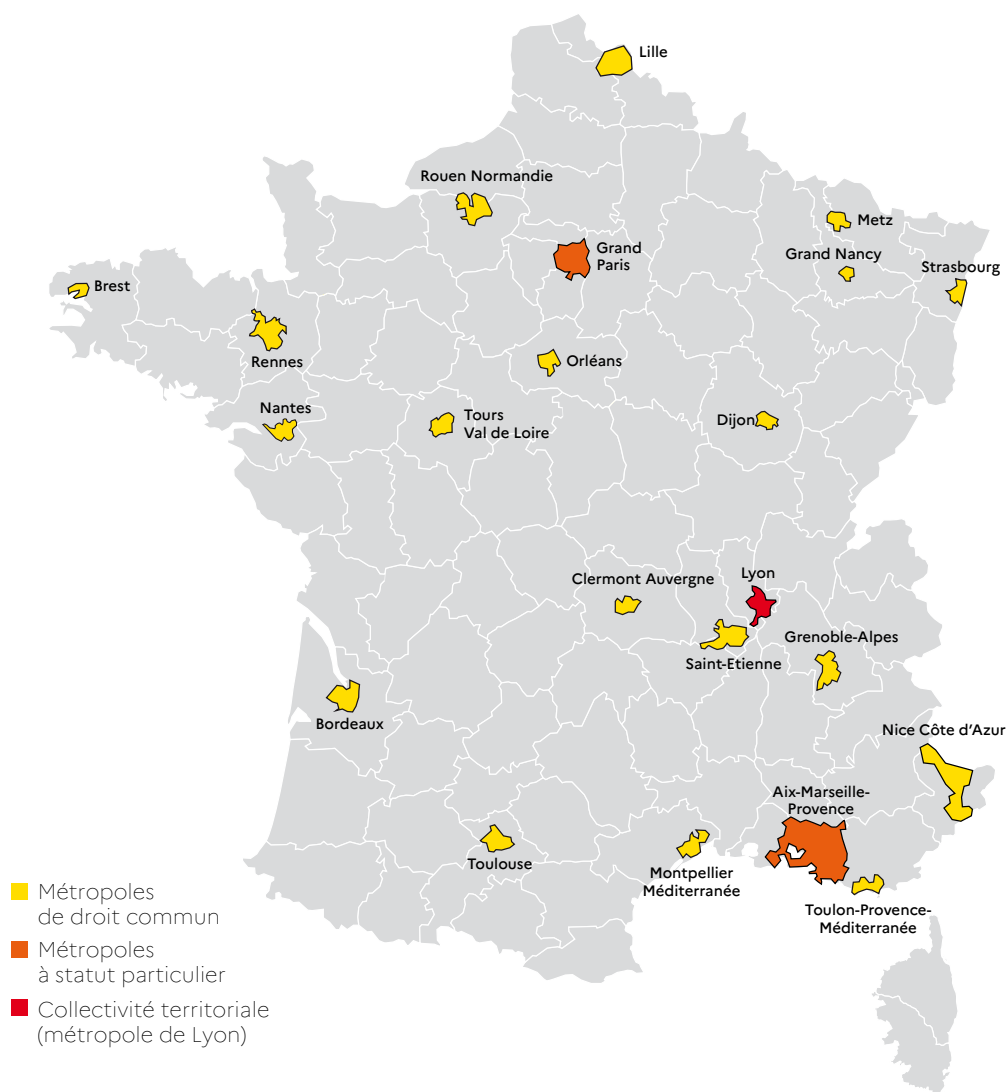 Lille
Rouen Normandie
Metz
Grand
Paris
Grand Nancy
Strasbourg
Brest
Rennes
Orléans
Nantes
Tours
Val de Loire
Dijon
Clermont Auvergne
Lyon
Saint-Etienne
Grenoble-Alpes
Bordeaux
Nice Côte d'Azur
Aix-Marseille-
Provence
Toulouse
Montpellier
Méditerranée
Toulon-Provence-
Méditerranée
Métropoles
de droit commun
Métropoles
à statut particulier
Collectivité territoriale
(métropole de Lyon)